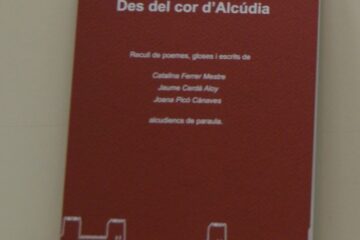 Des del cor d'Alcúdia
Recull de poemes, gloses i escrits de
Catalina Ferrer Mestre
Jaume Cerdà Aloy
Joana Picó Cànaves
alcudiencs de paraula.